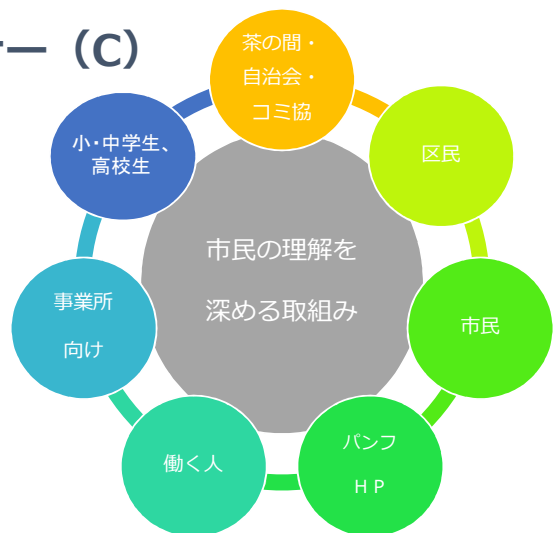 ー（C）
茶の間・
自治会・
コミ協
区民
市民
パンフ
ＨＰ
働く人
事業所
向け
小・中学生、
高校生
市民の理解を
深める取組み